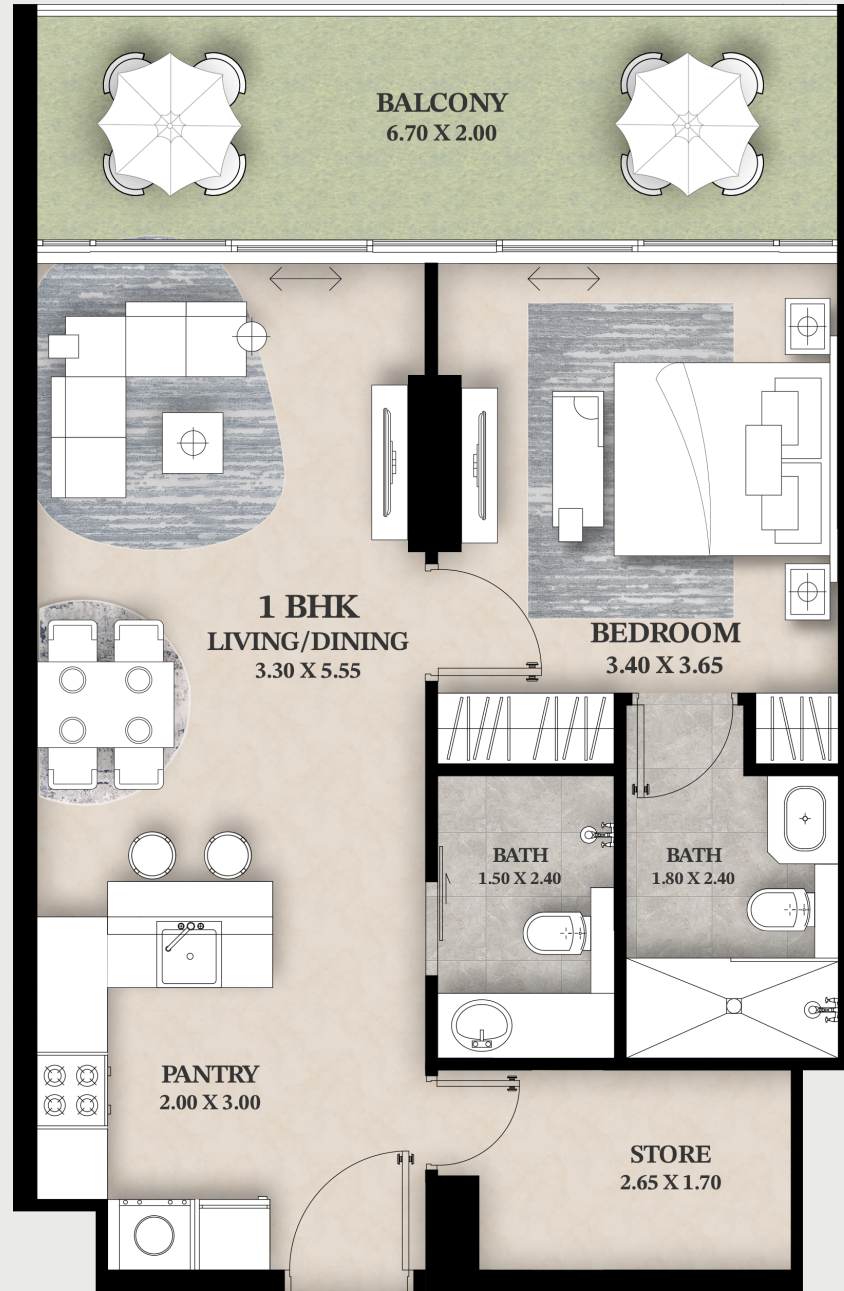 BALCONY
6.70 X 2.00
1 BHK
LIVING/DINING
3.30 X 5.55
BEDROOM
3.40 X 3.65
BATH
1.50 X 2.40
BATH
1.80 X 2.40
PANTRY
2.00 X 3.00
STORE
2.65 X 1.70